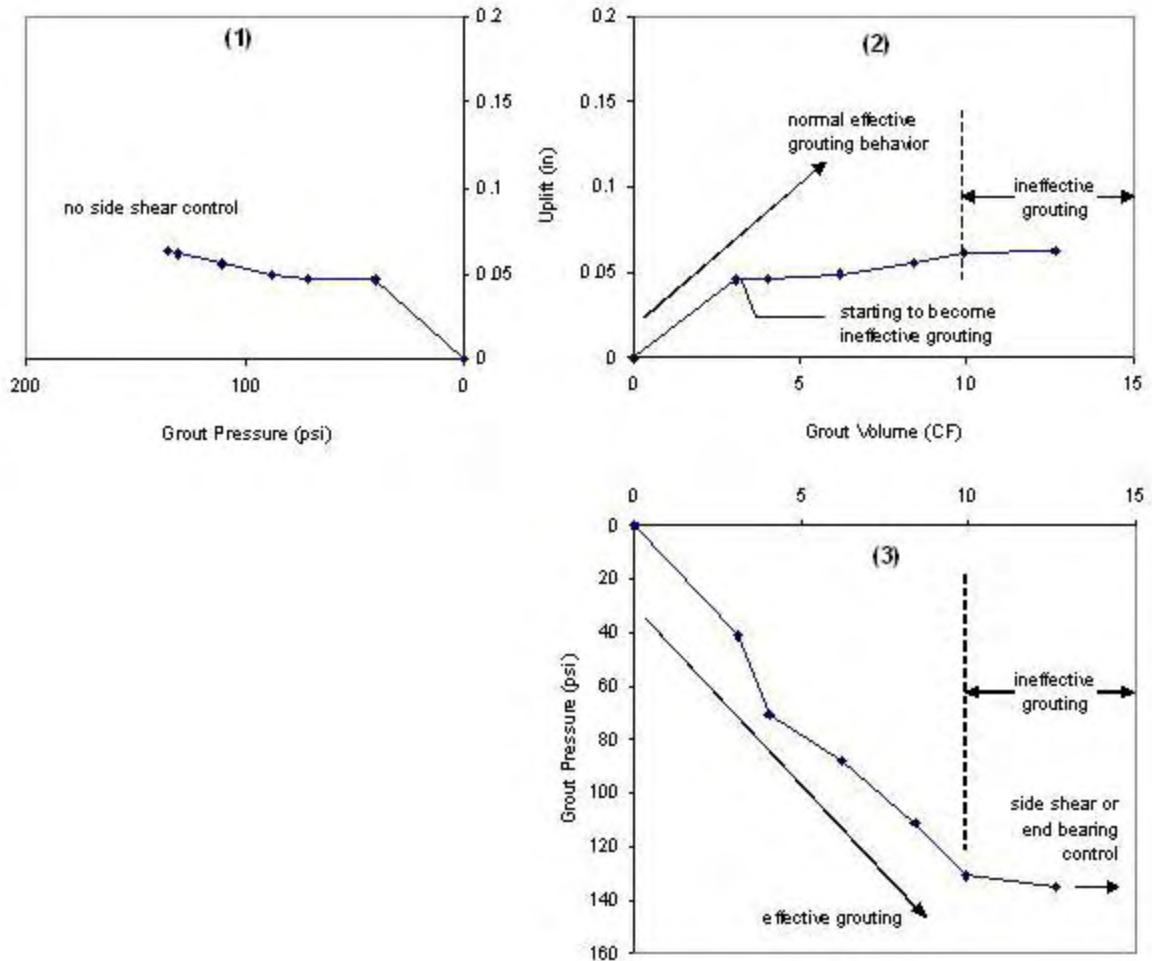 (1)
0.2
0.15
0.1
0.05
0
no side shear control
200
100
0
Grout Pressure (psi)
(2)
0.2
0.15
0.1
0.05
0
Uplift (in)
normal effective
grouting behavior
ineffective
grouting
starting to become
ineffective grouting
0
5
10
15
Grout Volume (CF)
0
5
10
15
(3)
0
20
40
60
80
100
120
140
160
Grout Pressure (psi)
ineffective
grouting
side shear or
end bearing
control
effective grouting